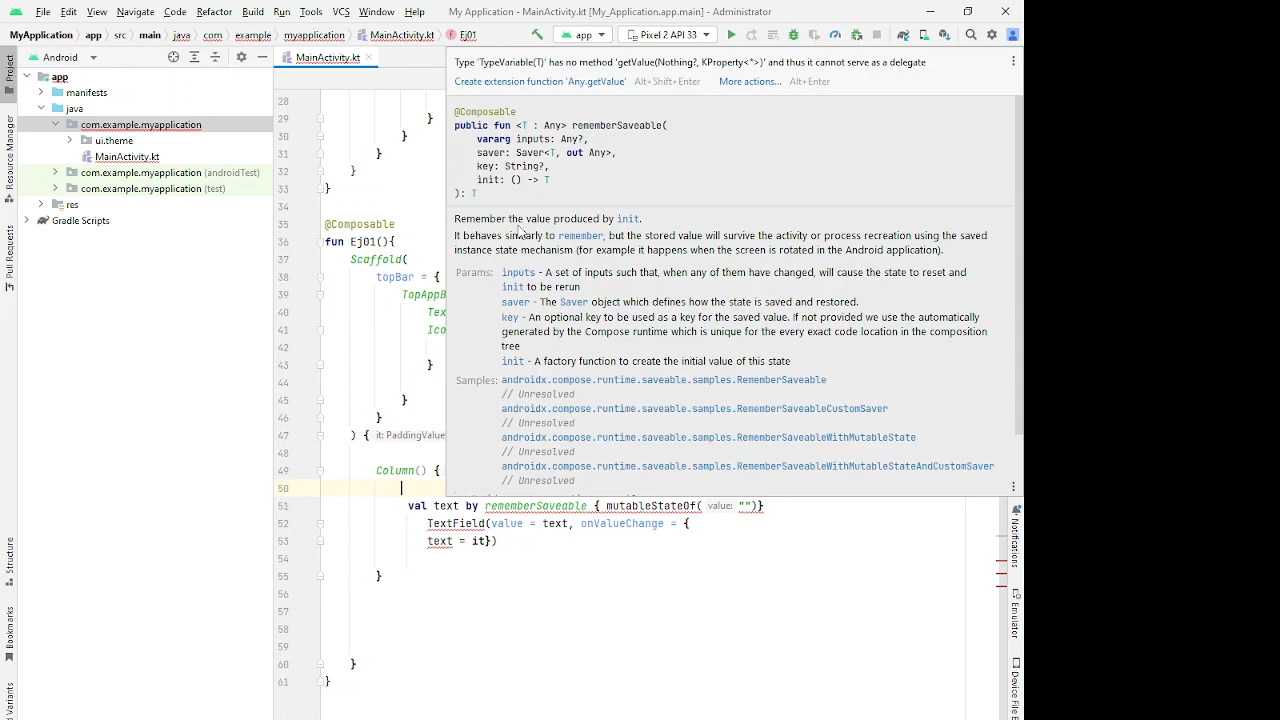 File Edit View Navigate Code Refactor Build Run Tools VCS Window Help My Application - MainActivity.kt [My_Application.app.main] - Administrator
MyApplication app src main java com example myapplication MainActivity.kt Ej01 app Pixel 2 API 33
Project
Resource Manager
Pull Requests
Structure
Bookmarks
Android
app
manifests
java
com.example.myapplication
ui.theme
MainActivity.kt
com.example.myapplication (androidTest)
com.example.myapplication (test)
res
Gradle Scripts
MainActivity.kt
28
29 }
30 }
31 }
32 }
33 }
34
35 @Composable
36 fun Ej01(){
37 Scaffold(
38 topBar = {
39 TopAppB
40 Tex
41 Ico
42
43 }
44
45 }
46 }
47 ) { it: PaddingValue
48
49 Column() {
50
51 val text by rememberSaveable { mutableStateOf( value: "")}
52 TextField(value = text, onValueChange = {
53 text = it})
55 }
56
57
58
59
60 }
61 }
Type 'TypeVariable(T)' has no method 'getValue(Nothing?, KProperty<*>)' and thus it cannot serve as a delegate
Create extension function 'Any.getValue' Alt+Shift+Enter More actions... Alt+Enter
@Composable
public fun <T : Any> rememberSaveable(
vararg inputs: Any?,
saver: Saver<T, out Any>,
key: String?,
init: () -> T
): T
Remember the value produced by init.
It behaves similarly to remember, but the stored value will survive the activity or process recreation using the saved
instance state mechanism (for example it happens when the screen is rotated in the Android application).
Params: inputs - A set of inputs such that, when any of them have changed, will cause the state to reset and
init to be rerun
saver - The Saver object which defines how the state is saved and restored.
key - An optional key to be used as a key for the saved value. If not provided we use the automatically
generated by the Compose runtime which is unique for the every exact code location in the composition
tree
init - A factory function to create the initial value of this state
Samples: androidx.compose.runtime.saveable.samples.RememberSaveable
// Unresolved
androidx.compose.runtime.saveable.samples.RememberSaveableCustomSaver
// Unresolved
androidx.compose.runtime.saveable.samples.RememberSaveableWithMutableState
// Unresolved
androidx.compose.runtime.saveable.samples.RememberSaveableWithMutableStateAndCustomSaver
// Unresolved
Notifications
Emulator
Device File E